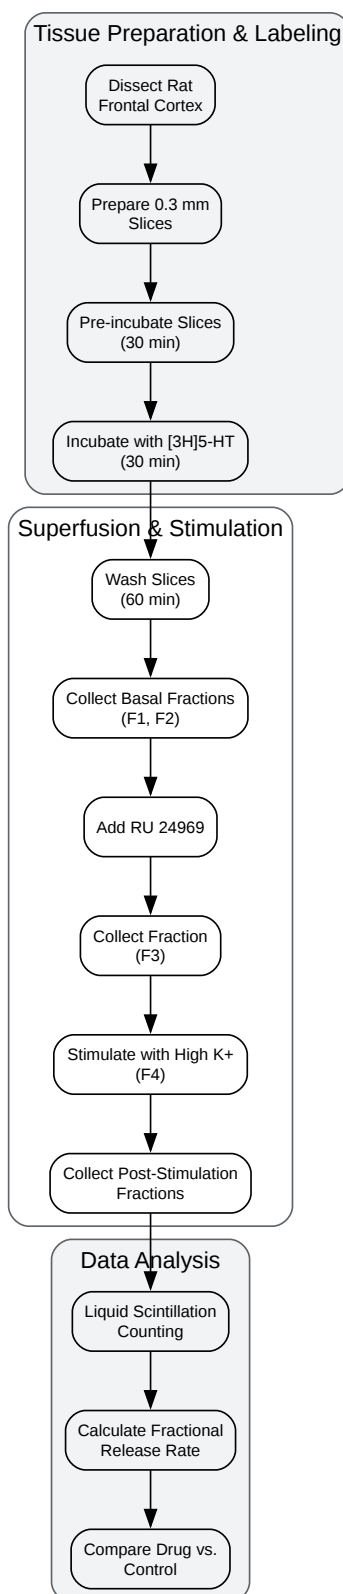 Tissue Preparation & Labeling
Dissect Rat
Frontal Cortex
Prepare 0.3 mm
Slices
Pre-incubate Slices
(30 min)
Incubate with [3H]5-HT
(30 min)
Superfusion & Stimulation
Wash Slices
(60 min)
Collect Basal Fractions
(F1, F2)
Add RU 24969
Collect Fraction
(F3)
Stimulate with High K+
(F4)
Collect Post-Stimulation
Fractions
Data Analysis
Liquid Scintillation
Counting
Calculate Fractional
Release Rate
Compare Drug vs.
Control